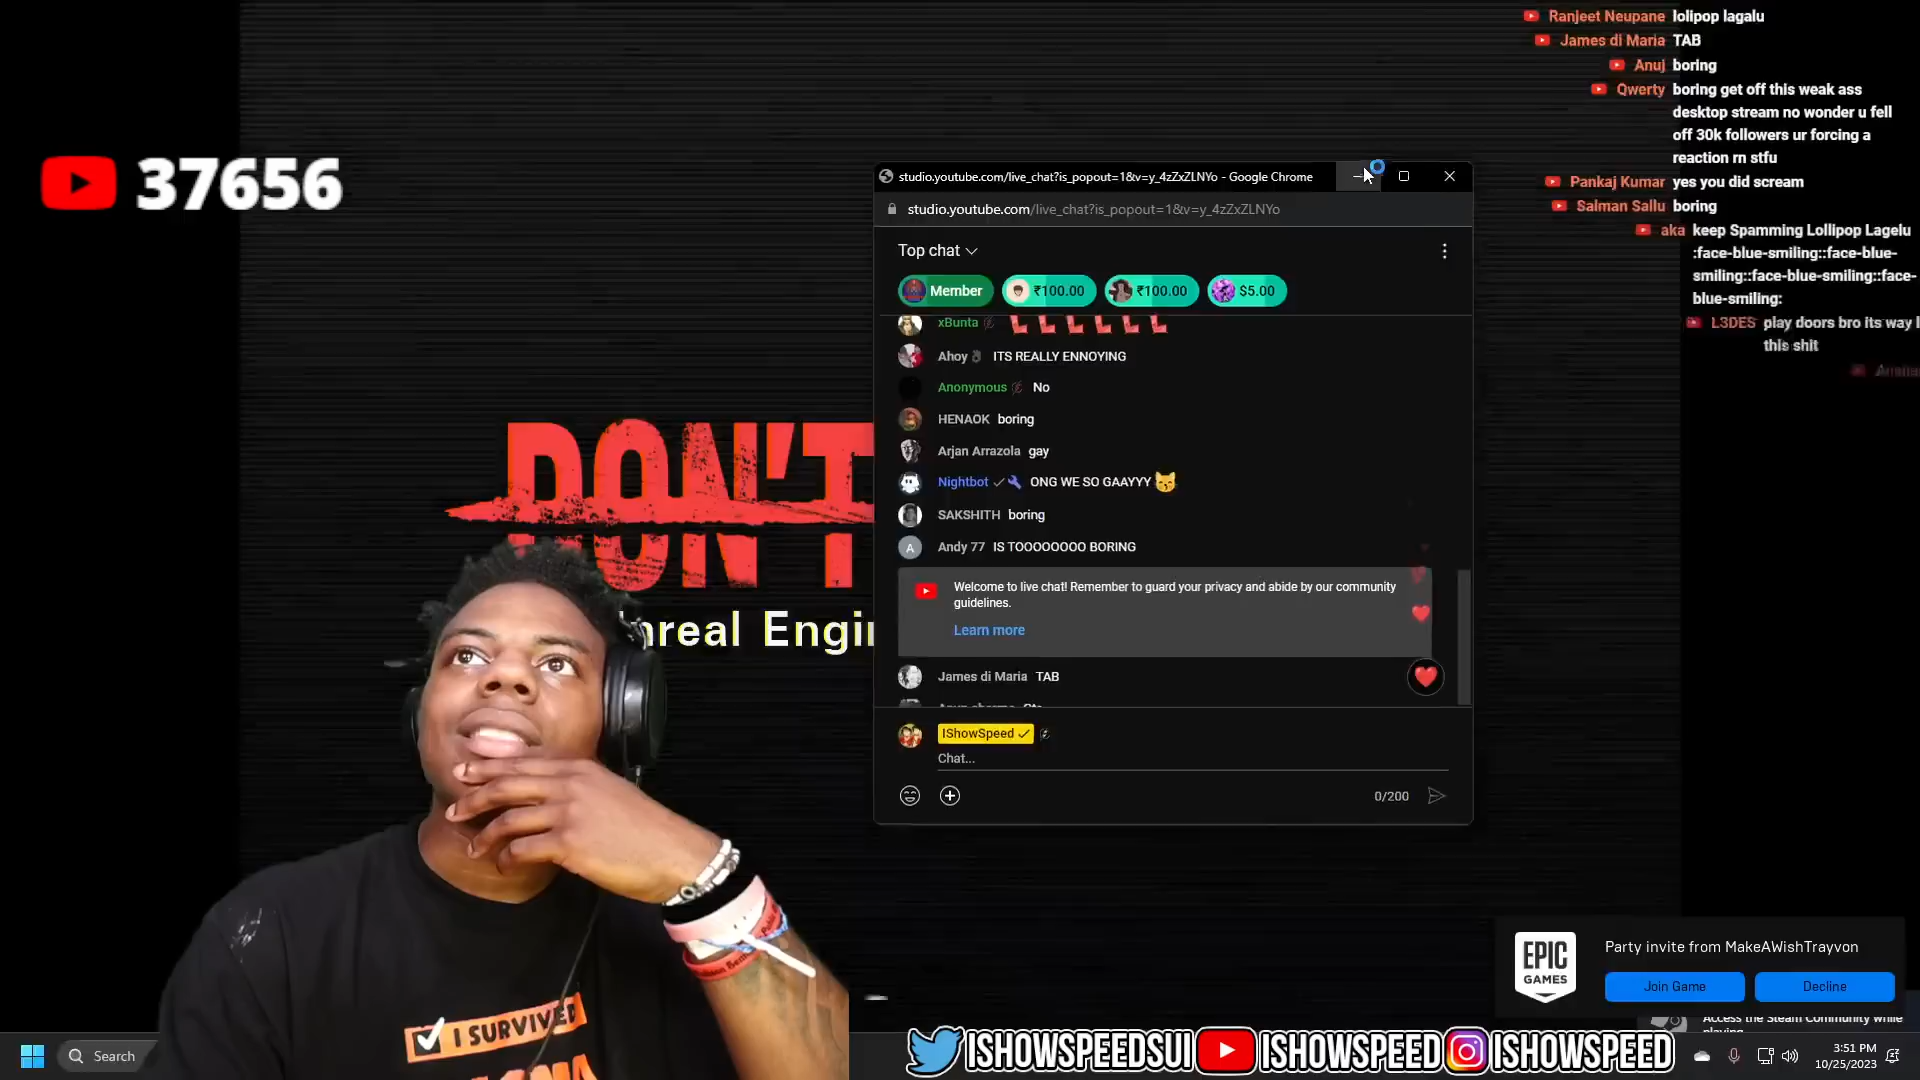 Ranjeet Neupane lolipop lagalu
James di Maria TAB
Anuj boring
Qwerty boring get off this weak ass
desktop stream no wonder u fell
off 30k followers ur forcing a
reaction rn stfu
Pankaj Kumar yes you did scream
Salman Sallu boring
aka keep Spamming Lollipop Lagelu
:face-blue-smiling::face-blue-
smiling::face-blue-smiling::face-
blue-smiling:
L3DES play doors bro its way l
this shit
37656
studio.youtube.com/live_chat?is_popout=1&v=y_4zZxZLNYo - Google Chrome
studio.youtube.com/live_chat?is_popout=1&v=y_4zZxZLNYo
Top chat
Member ₹100.00 ₹100.00 $5.00
xBunta
Ahoy ITS REALLY ENNOYING
Anonymous No
HENAOK boring
Arjan Arrazola gay
Nightbot ONG WE SO GAAYYY
SAKSHITH boring
A Andy 77 IS TOOOOOOOO BORING
Welcome to live chat! Remember to guard your privacy and abide by our community
guidelines.
Learn more
James di Maria TAB
IShowSpeed
Chat...
0/200
DON'T
nreal Engin
I SURVIVED
EPIC
GAMES
Party invite from MakeAWishTrayvon
Join Game Decline
Access the Steam Community while
playing
Search
ISHOWSPEEDSUI ISHOWSPEED ISHOWSPEED
3:51 PM
10/25/2023